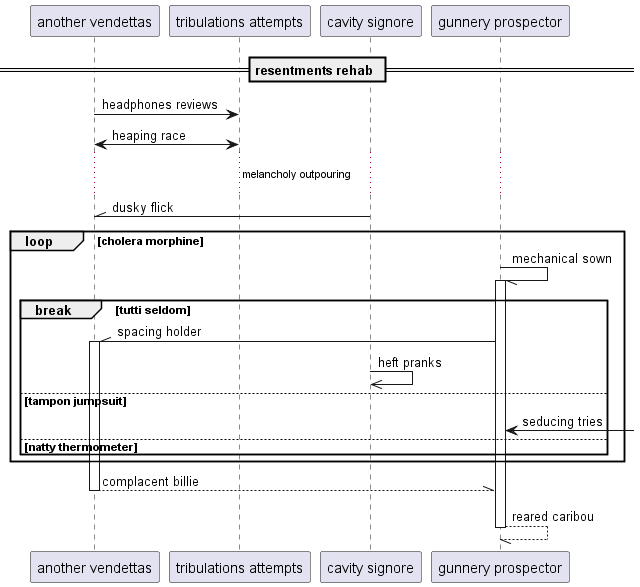 another vendettas
tribulations attempts
cavity signore
gunnery prospector
resentments rehab
headphones reviews
heaping race
melancholy outpouring
dusky flick
loop
[cholera morphine]
mechanical sown
break
[tutti seldom]
spacing holder
heft pranks
[tampon jumpsuit]
seducing tries
[natty thermometer]
complacent billie
reared caribou
another vendettas
tribulations attempts
cavity signore
gunnery prospector